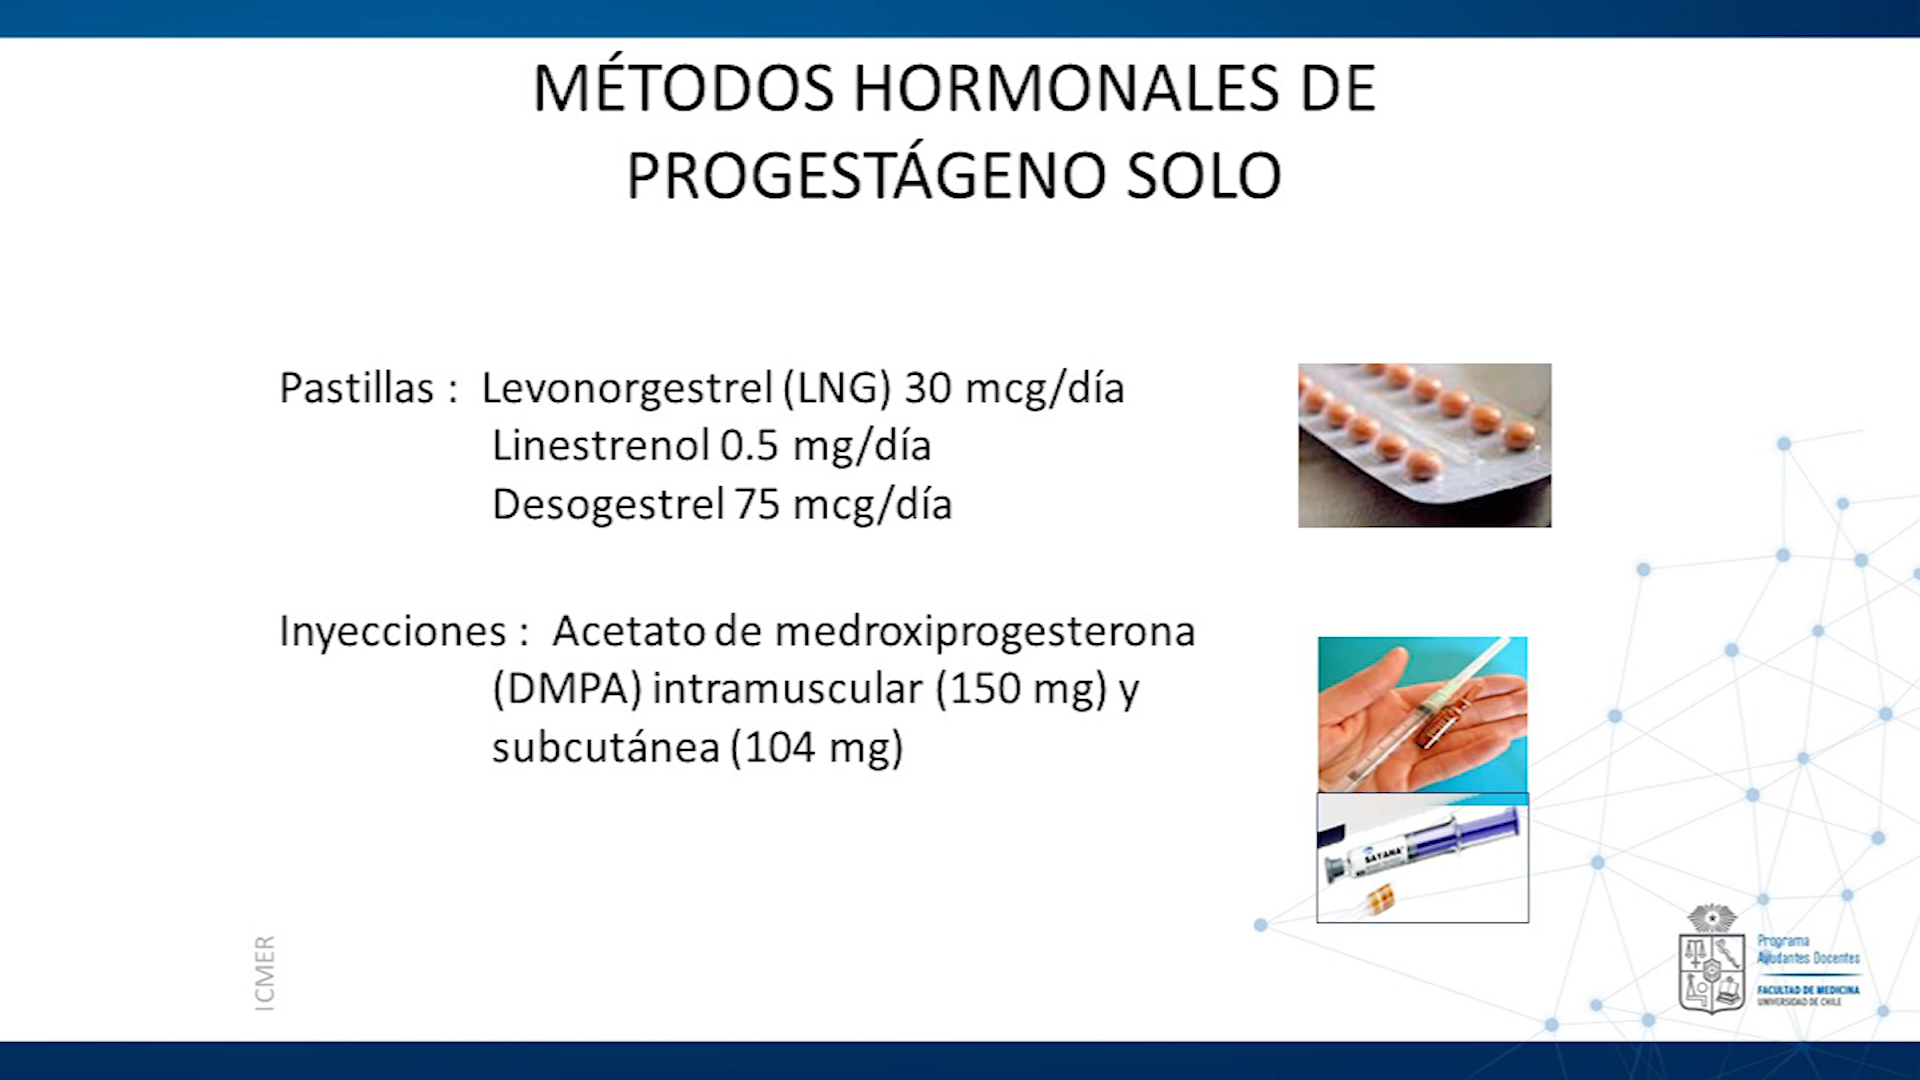 MÉTODOS HORMONALES DE
PROGESTÁGENO SOLO
Pastillas : Levonorgestrel (LNG) 30 mcg/día
Linestrenol 0.5 mg/día
Desogestrel 75 mcg/día
Inyecciones : Acetato de medroxiprogesterona
(DMPA) intramuscular (150 mg) y
subcutánea (104 mg)
SAYANA
ICMER
Programa
Ayudantes Docentes
FACULTAD DE MEDICINA
UNIVERSIDAD DE CHILE